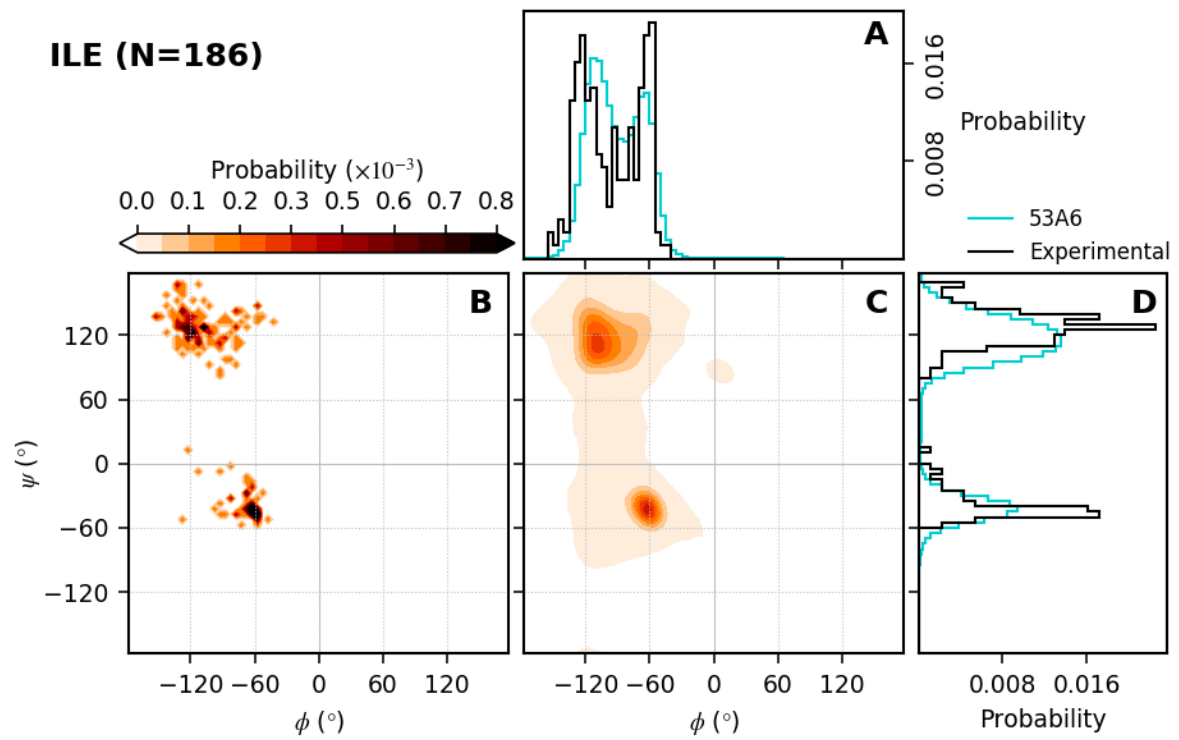 ILE (N=186)
A
0.016
0.008
Probability
Probability (×10⁻³)
0.0 0.1 0.2 0.3 0.4 0.5 0.6 0.7 0.8
53A6
Experimental
B
C
D
120
60
0
−60
−120
ψ (°)
−120 −60 0 60 120
ϕ (°)
−120 −60 0 60 120
ϕ (°)
0.008 0.016
Probability